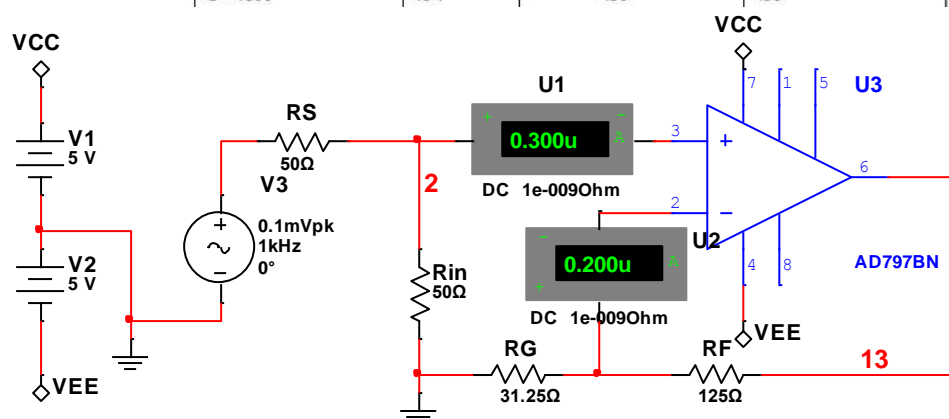 VCC
V1
5 V
V2
5 V
VEE
RS
50Ω
V3
0.1mVpk
1kHz
0°
+
−
2
Rin
50Ω
U1
+
−
0.300u
A
DC 1e-009Ohm
VCC
7
1
5
U3
3
+
2
−
6
4
8
AD797BN
VEE
U2
−
+
0.200u
A
DC 1e-009Ohm
RG
31.25Ω
RF
125Ω
13